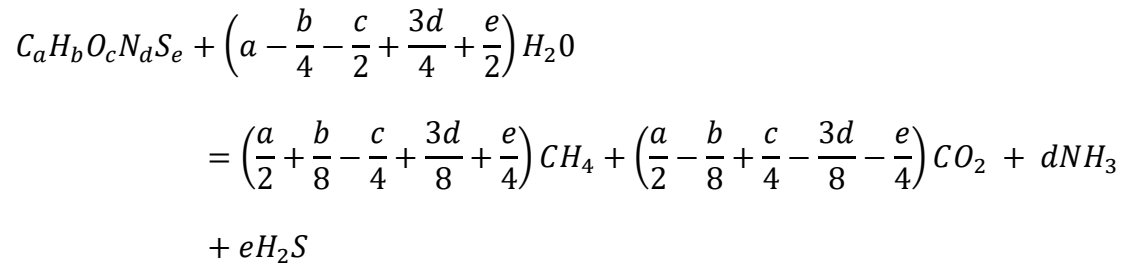 C_aH_bO_cN_dS_e + (a − b/4 − c/2 + 3d/4 + e/2) H_20
= (a/2 + b/8 − c/4 + 3d/8 + e/4) CH_4 + (a/2 − b/8 + c/4 − 3d/8 − e/4) CO_2 + dNH_3
+ eH_2S